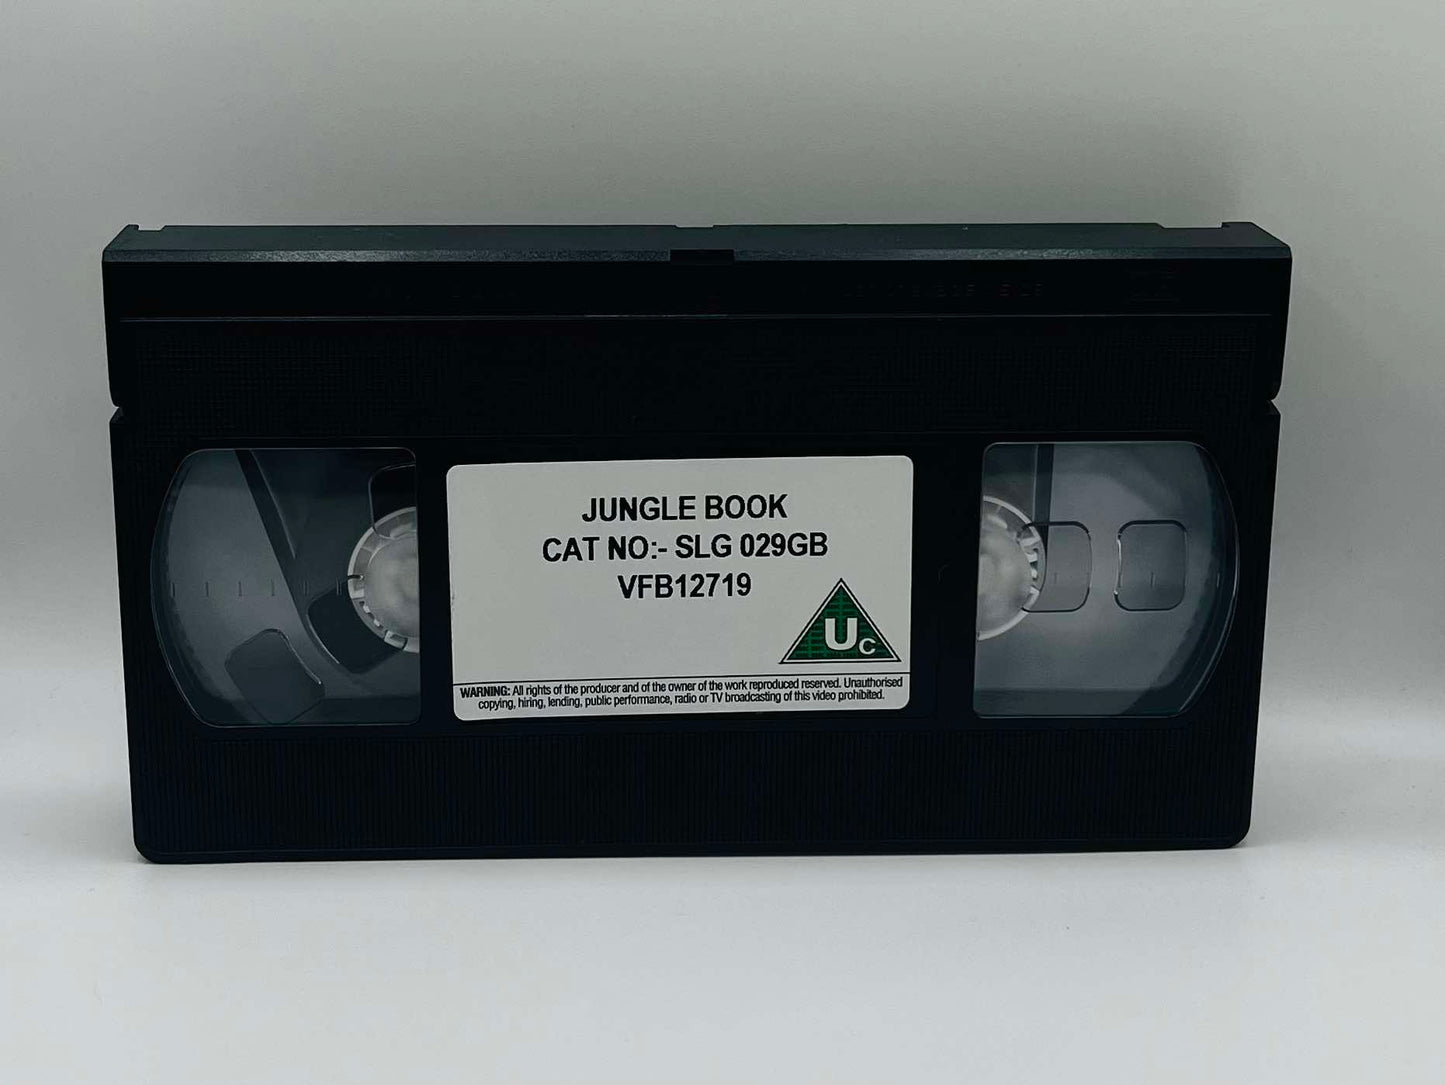 JUNGLE BOOK
CAT NO:- SLG 029GB
VFB12719
Uc
WARNING: All rights of the producer and of the owner of the work reproduced reserved. Unauthorised
copying, hiring, lending, public performance, radio or TV broadcasting of this video prohibited.